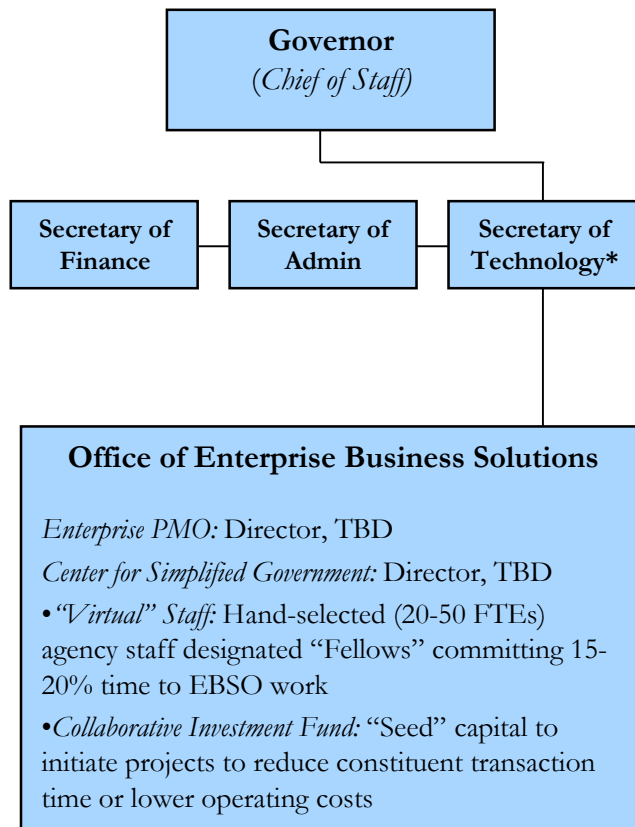 Governor
(Chief of Staff)
Secretary of
Finance
Secretary of
Admin
Secretary of
Technology*
Office of Enterprise Business Solutions
Enterprise PMO: Director, TBD
Center for Simplified Government: Director, TBD
•“Virtual” Staff: Hand-selected (20-50 FTEs)
agency staff designated “Fellows” committing 15-
20% time to EBSO work
•Collaborative Investment Fund: “Seed” capital to
initiate projects to reduce constituent transaction
time or lower operating costs